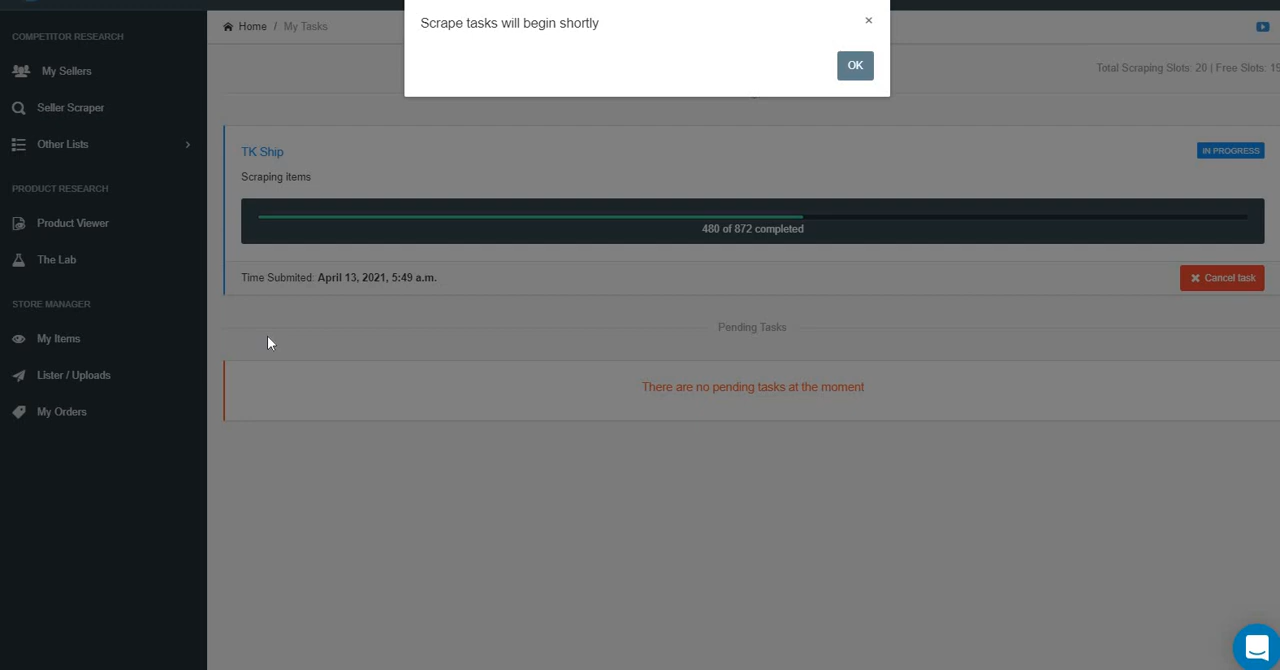 Scrape tasks will begin shortly
×
OK
COMPETITOR RESEARCH
My Sellers
Seller Scraper
Other Lists
PRODUCT RESEARCH
Product Viewer
The Lab
STORE MANAGER
My Items
Lister / Uploads
My Orders
Home / My Tasks
Total Scraping Slots: 20 | Free Slots: 19
TK Ship
IN PROGRESS
Scraping items
480 of 872 completed
Time Submited: April 13, 2021, 5:49 a.m.
Cancel task
Pending Tasks
There are no pending tasks at the moment